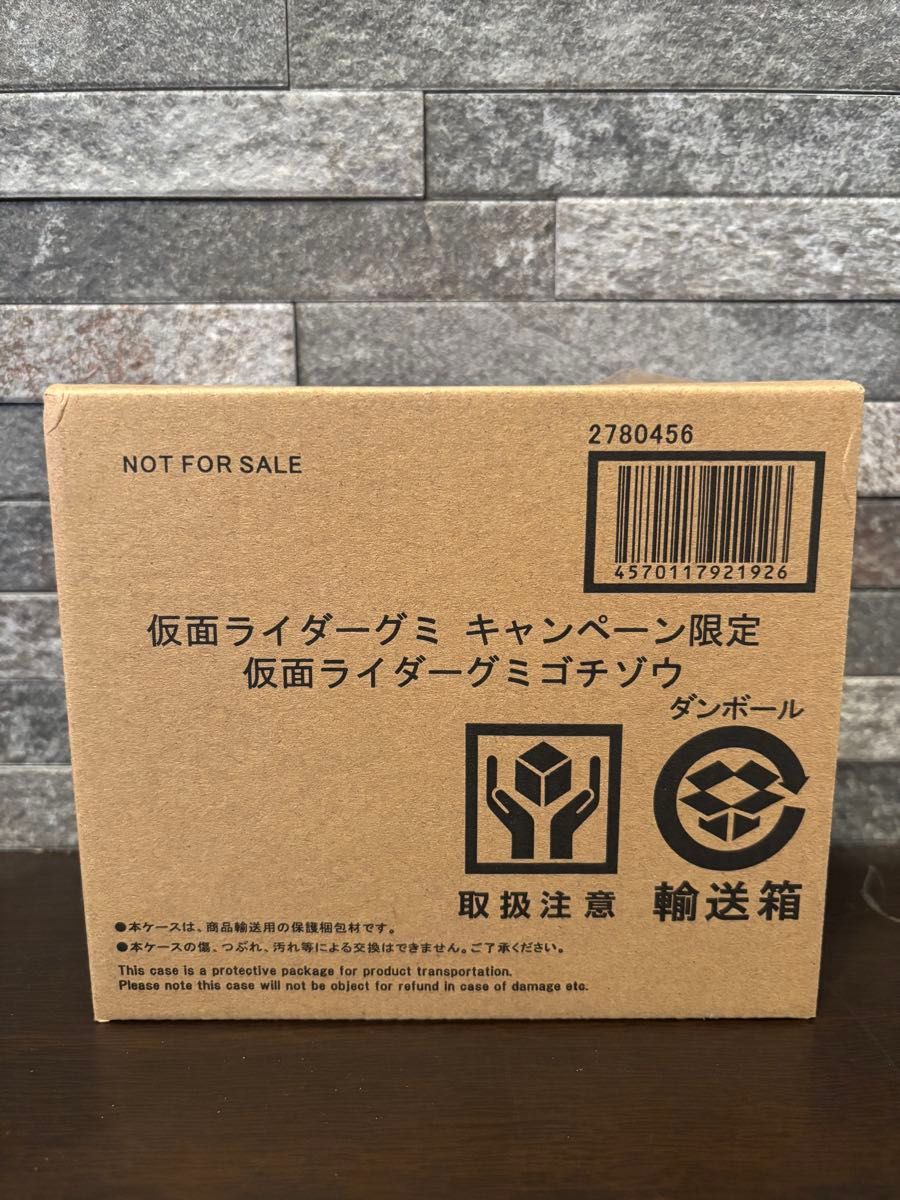 2780456
NOT FOR SALE
4570117921926
仮面ライダーグミ キャンペーン限定
仮面ライダーグミゴチゾウ
ダンボール
取扱注意
輸送箱
●本ケースは、商品輸送用の保護梱包材です。
●本ケースの傷、つぶれ、汚れ等による交換はできません。ご了承ください。
This case is a protective package for product transportation.
Please note this case will not be object for refund in case of damage etc.